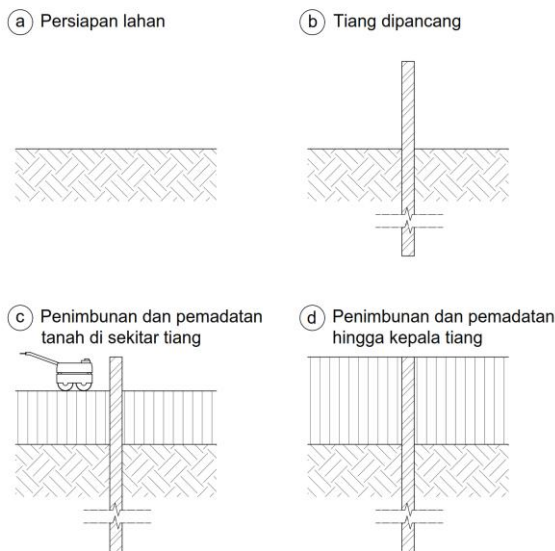 a Persiapan lahan
b Tiang dipancang
c Penimbunan dan pemadatan
tanah di sekitar tiang
d Penimbunan dan pemadatan
hingga kepala tiang